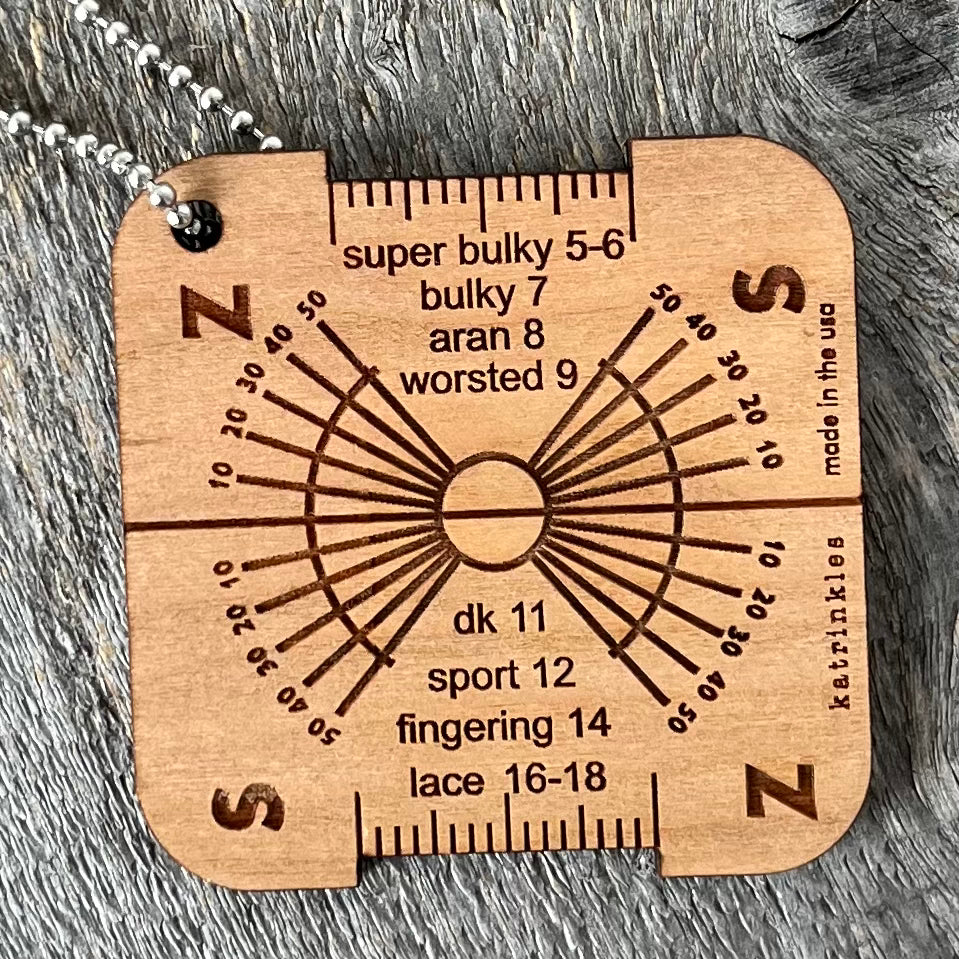 super bulky 5-6
bulky 7
aran 8
worsted 9
Z
S
50 40 30 20 10
50 40 30 20 10
made in the usa
10 20 30 40 50
10 20 30 40 50
katrinkles
dk 11
sport 12
fingering 14
lace 16-18
S
Z